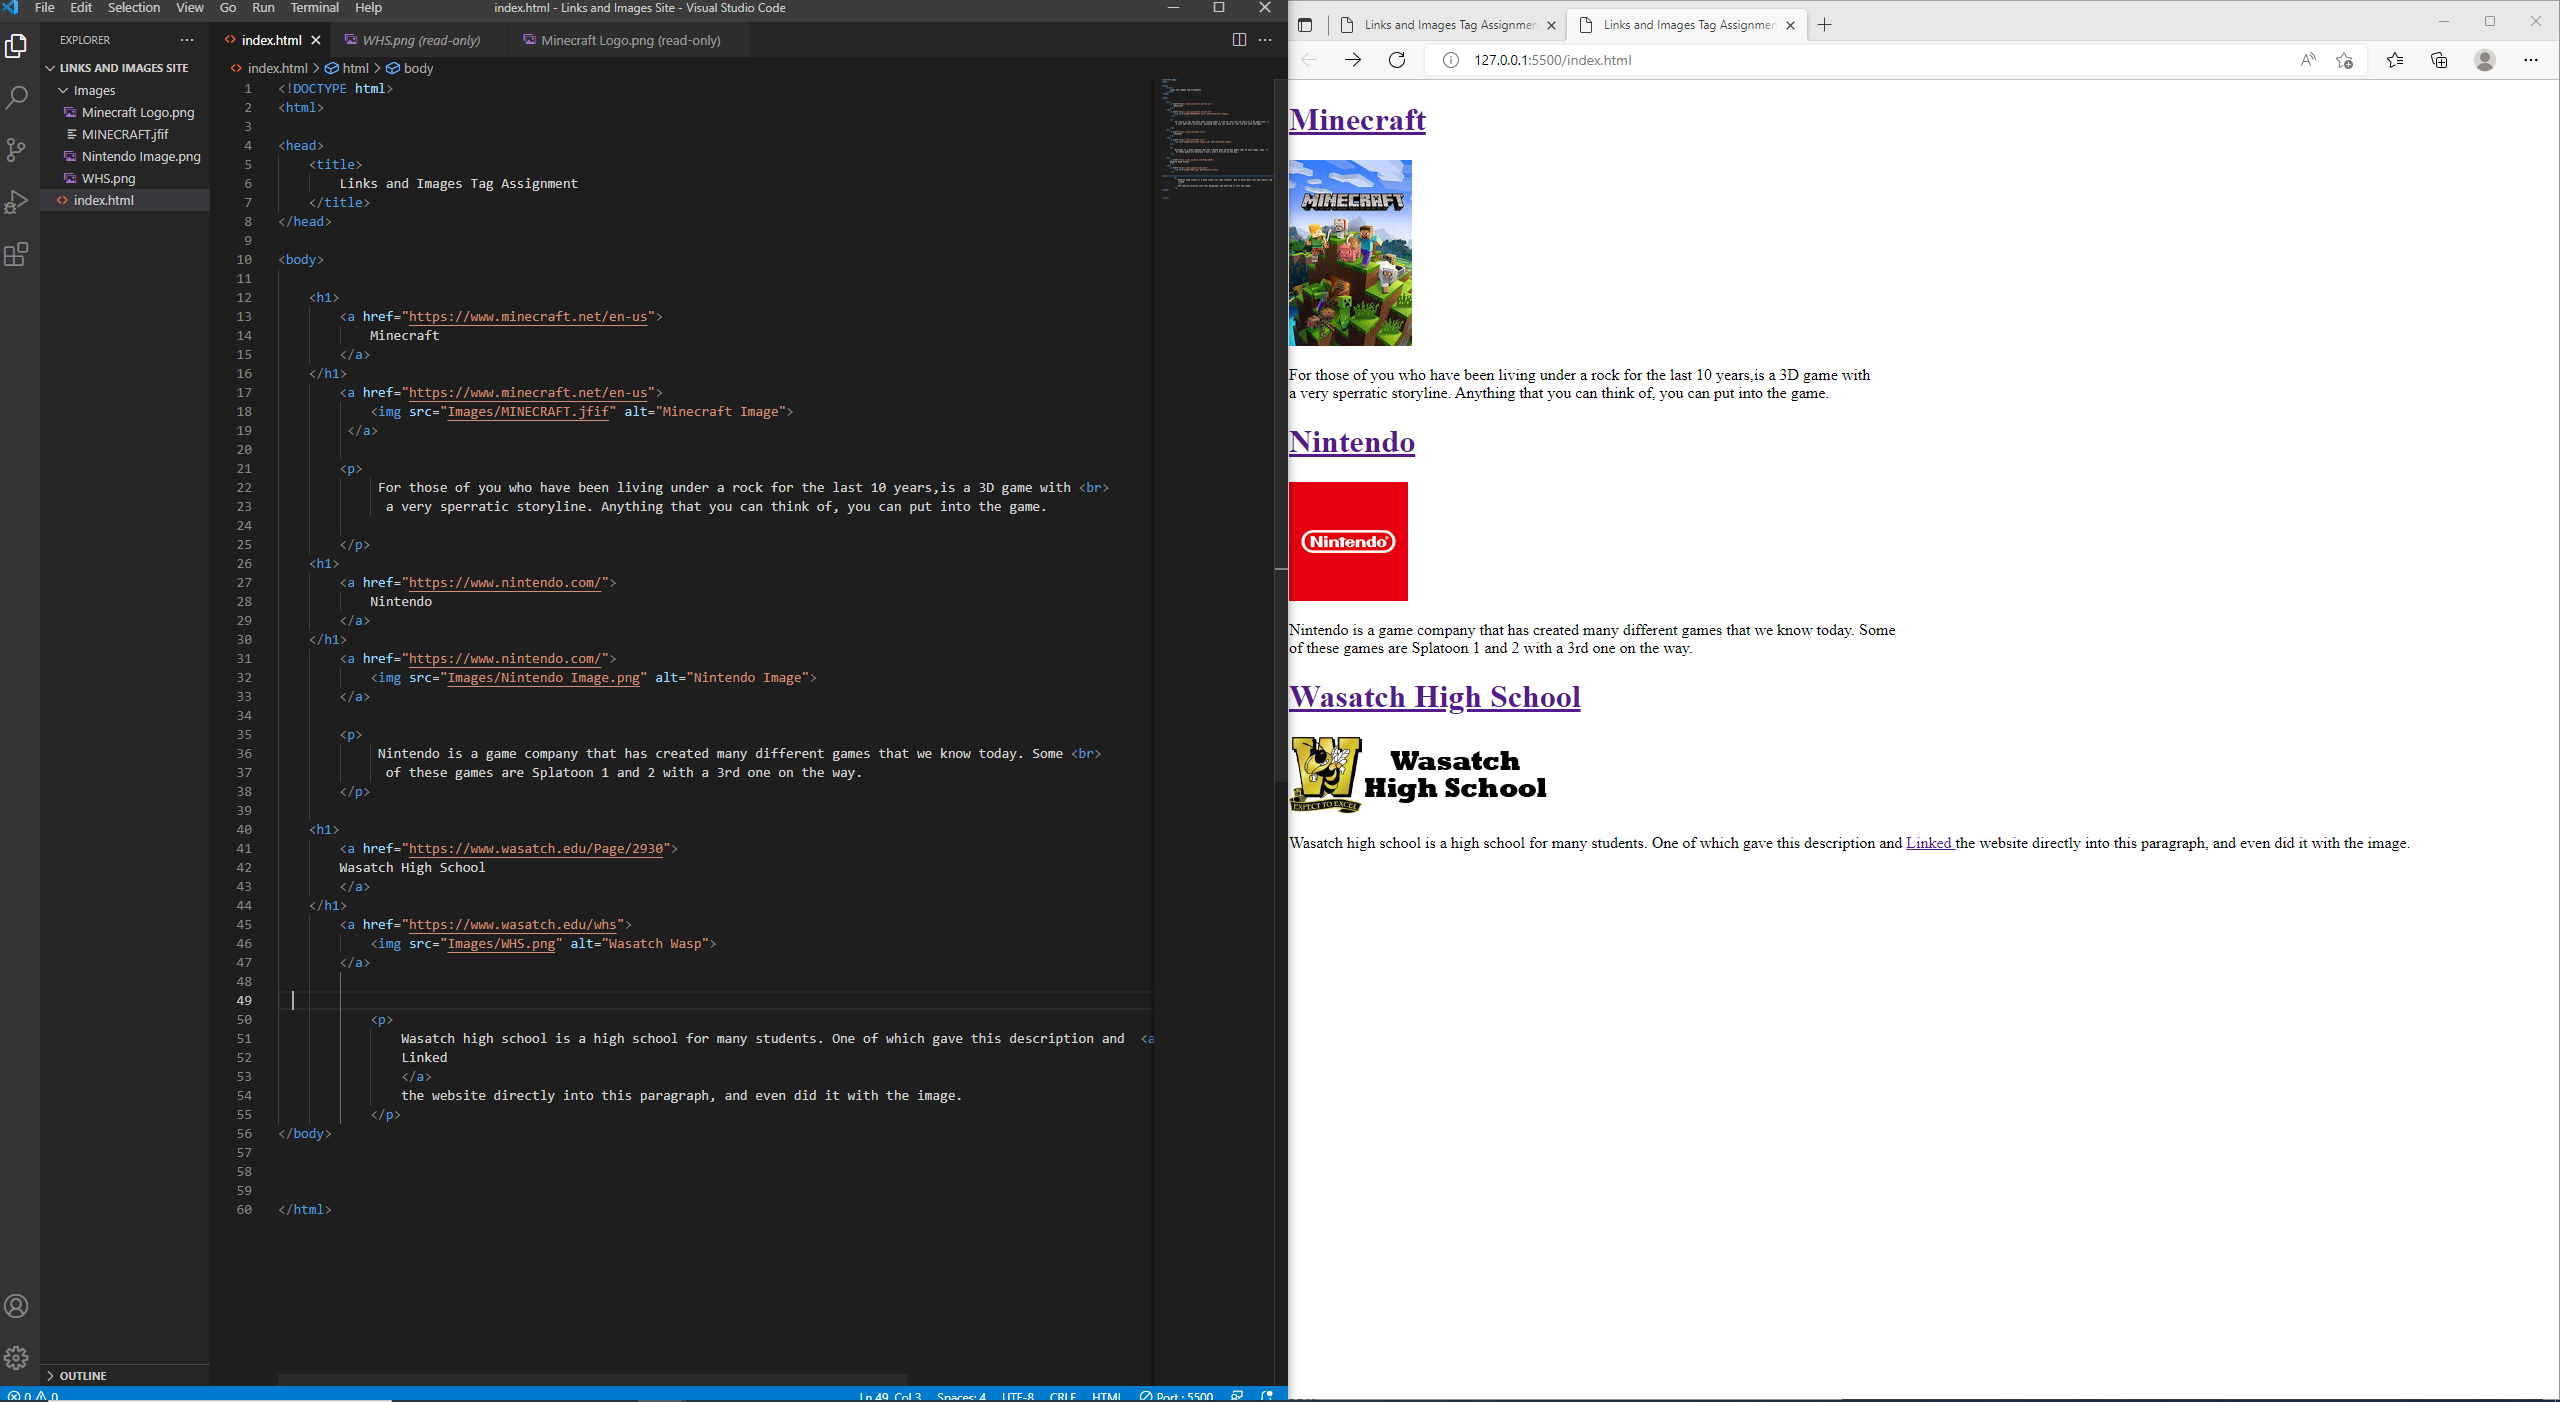 File Edit Selection View Go Run Terminal Help
index.html - Links and Images Site - Visual Studio Code
EXPLORER
LINKS AND IMAGES SITE
Images
Minecraft Logo.png
MINECRAFT.jfif
Nintendo Image.png
WHS.png
index.html
OUTLINE
index.html
WHS.png (read-only)
Minecraft Logo.png (read-only)
index.html > html > body
1 <!DOCTYPE html>
2 <html>
3
4 <head>
5 <title>
6 Links and Images Tag Assignment
7 </title>
8 </head>
9
10 <body>
11
12 <h1>
13 <a href="https://www.minecraft.net/en-us">
14 Minecraft
15 </a>
16 </h1>
17 <a href="https://www.minecraft.net/en-us">
18 <img src="Images/MINECRAFT.jfif" alt="Minecraft Image">
19 </a>
20
21 <p>
22 For those of you who have been living under a rock for the last 10 years,is a 3D game with <br>
23 a very sperratic storyline. Anything that you can think of, you can put into the game.
24
25 </p>
26 <h1>
27 <a href="https://www.nintendo.com/">
28 Nintendo
29 </a>
30 </h1>
31 <a href="https://www.nintendo.com/">
32 <img src="Images/Nintendo Image.png" alt="Nintendo Image">
33 </a>
34
35 <p>
36 Nintendo is a game company that has created many different games that we know today. Some <br>
37 of these games are Splatoon 1 and 2 with a 3rd one on the way.
38 </p>
39
40 <h1>
41 <a href="https://www.wasatch.edu/Page/2930">
42 Wasatch High School
43 </a>
44 </h1>
45 <a href="https://www.wasatch.edu/whs">
46 <img src="Images/WHS.png" alt="Wasatch Wasp">
47 </a>
48
49
50 <p>
51 Wasatch high school is a high school for many students. One of which gave this description and <a
52 Linked
53 </a>
54 the website directly into this paragraph, and even did it with the image.
55 </p>
56 </body>
57
58
59
60 </html>
0 0
Ln 49, Col 3 Spaces: 4 UTF-8 CRLF HTML Port : 5500
Links and Images Tag Assignmen
Links and Images Tag Assignmen
127.0.0.1:5500/index.html
Minecraft
MINECRAFT
For those of you who have been living under a rock for the last 10 years,is a 3D game with
a very sperratic storyline. Anything that you can think of, you can put into the game.
Nintendo
Nintendo
Nintendo is a game company that has created many different games that we know today. Some
of these games are Splatoon 1 and 2 with a 3rd one on the way.
Wasatch High School
W
EXPECT TO EXCEL
Wasatch
High School
Wasatch high school is a high school for many students. One of which gave this description and Linked the website directly into this paragraph, and even did it with the image.